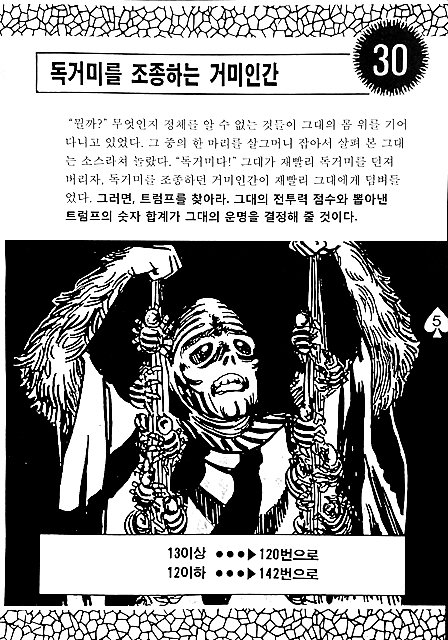 30
독거미를 조종하는 거미인간
“뭘까?” 무엇인지 정체를 알 수 없는 것들이 그대의 몸 위를 기어
다니고 있었다. 그 중의 한 마리를 살그머니 잡아서 살펴 본 그대
는 소스라쳐 놀랐다. “독거미다!” 그대가 재빨리 독거미를 던져
버리자, 독거미를 조종하던 거미인간이 재빨리 그대에게 덤벼들
었다. 그러면, 트럼프를 찾아라. 그대의 전투력 점수와 뽑아낸
트럼프의 숫자 합계가 그대의 운명을 결정해 줄 것이다.
5
13이상 ●●●▶120번으로
12이하 ●●●▶142번으로